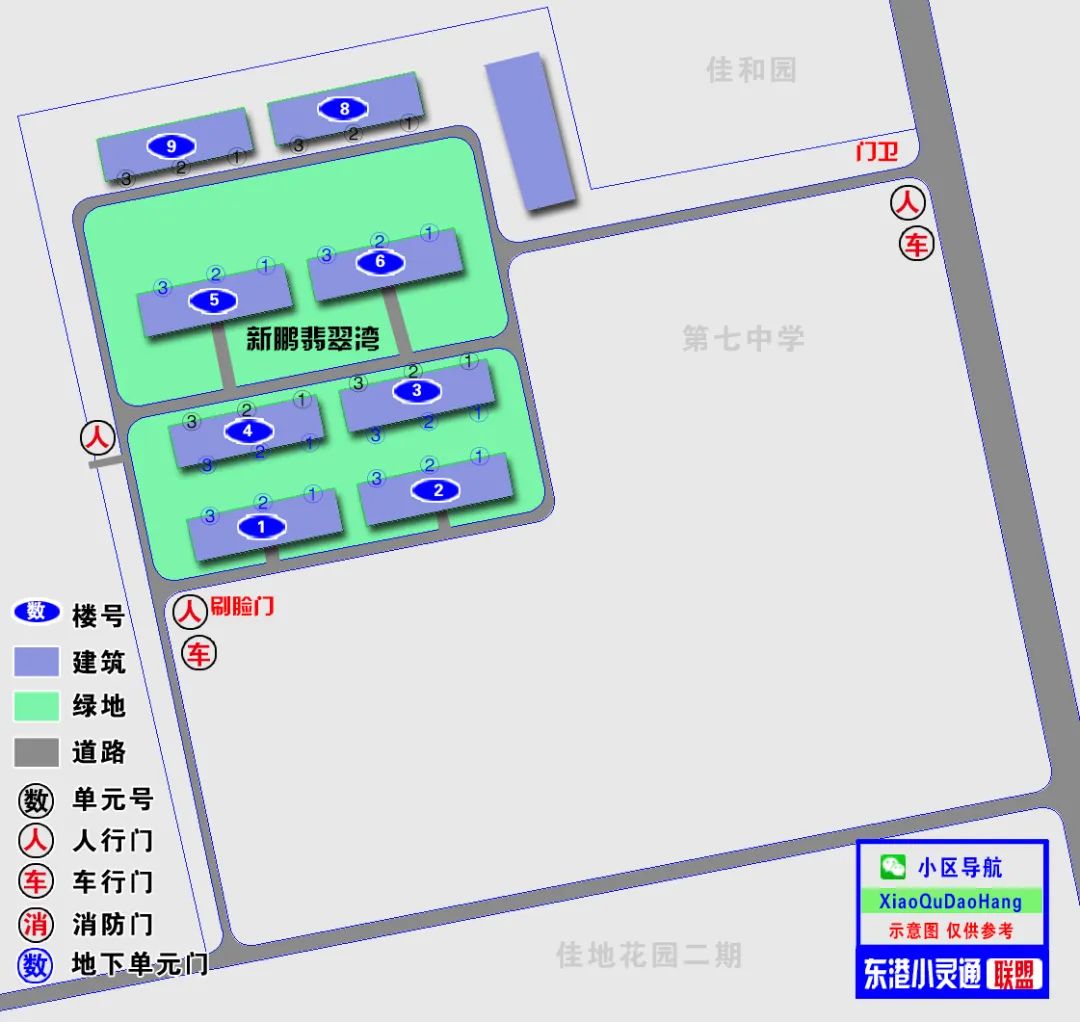 佳和园
8
1
2
3
9
1
2
3
门卫
人
车
1
2
3
6
1
2
3
5
新鹏翡翠湾
第七中学
1
2
3
3
1
2
3
1
2
3
4
1
2
3
人
1
2
3
2
1
2
3
1
人 刷脸门
车
数 楼号
建筑
绿地
道路
数 单元号
人 人行门
车 车行门
消 消防门
数 地下单元门
佳地花园二期
小区导航
XiaoQuDaoHang
示意图 仅供参考
东港小灵通 联盟